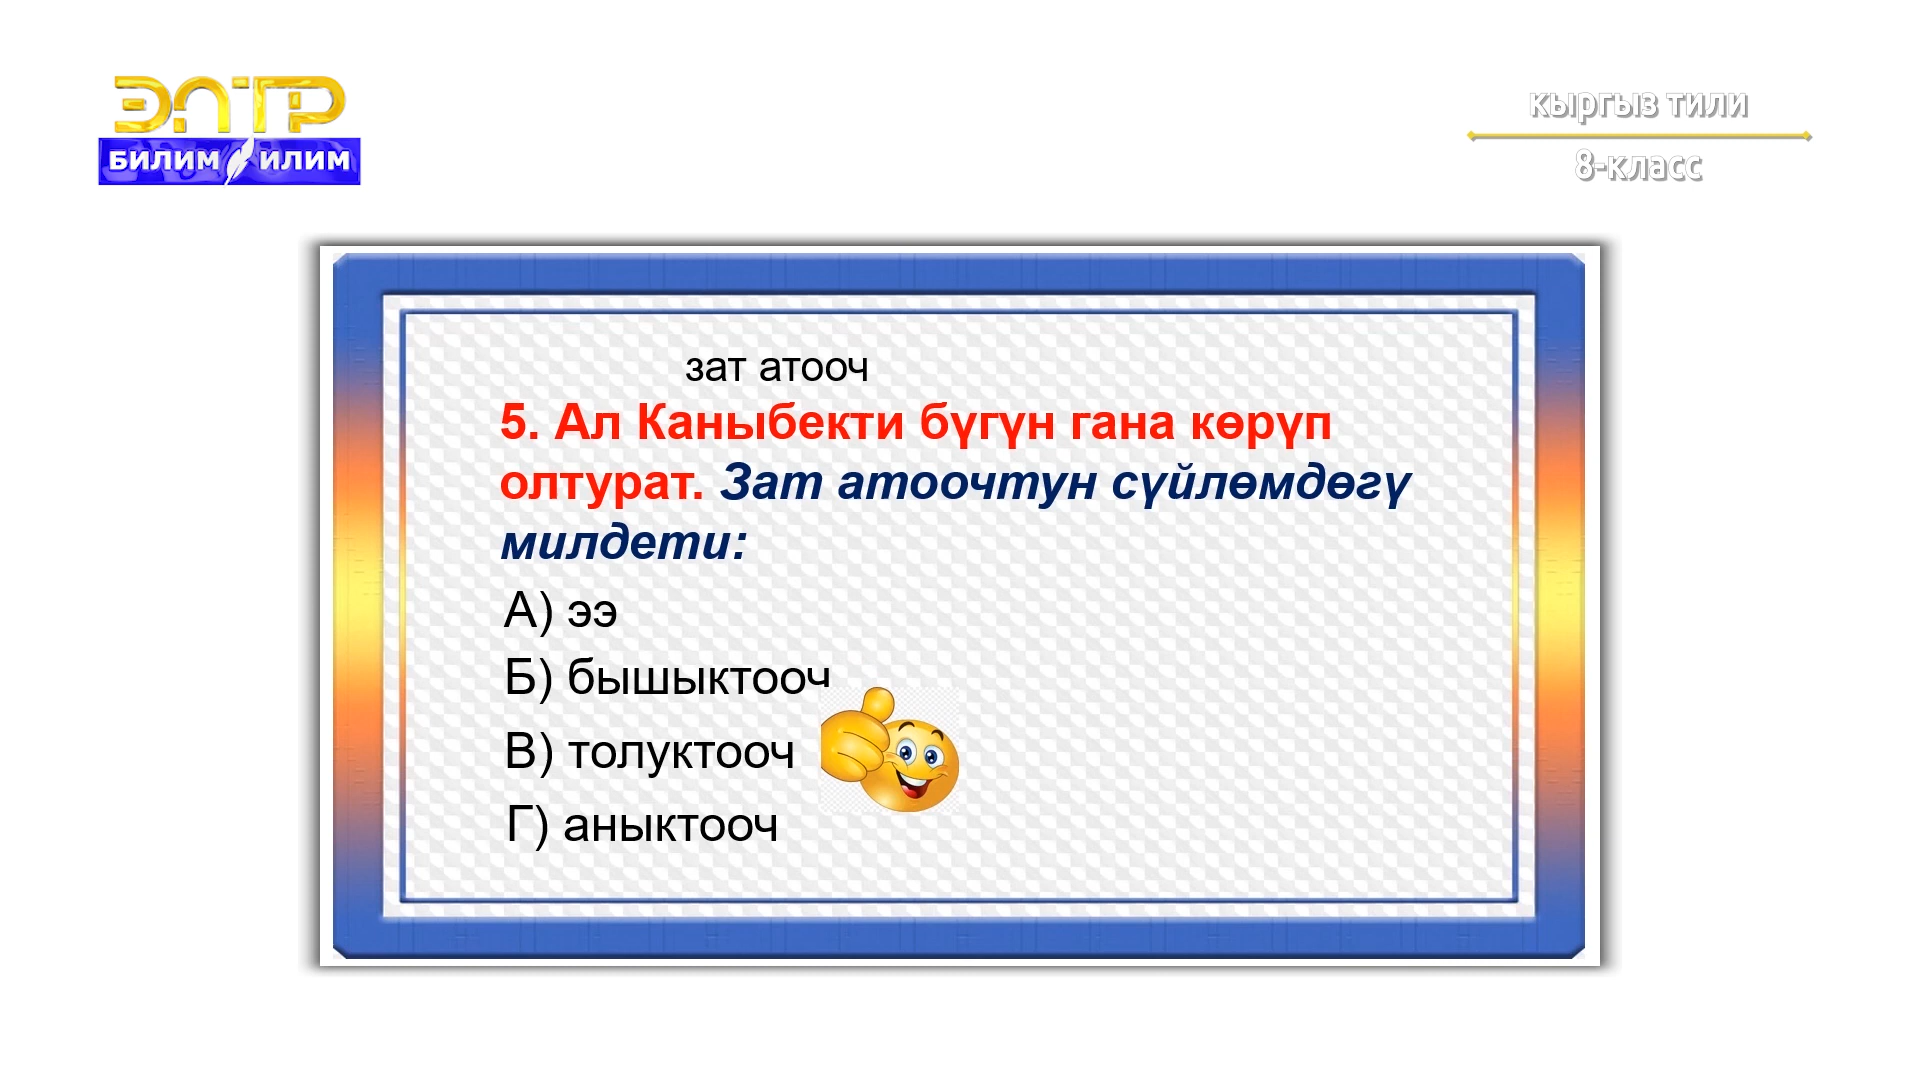 ЭЛТР
БИЛИМ ИЛИМ
кыргыз тили
8-класс
зат атооч
5. Ал Каныбекти бүгүн гана көрүп
олтурат. Зат атоочтун сүйлөмдөгү
милдети:
А) ээ
Б) бышыктооч
В) толуктооч
Г) аныктооч